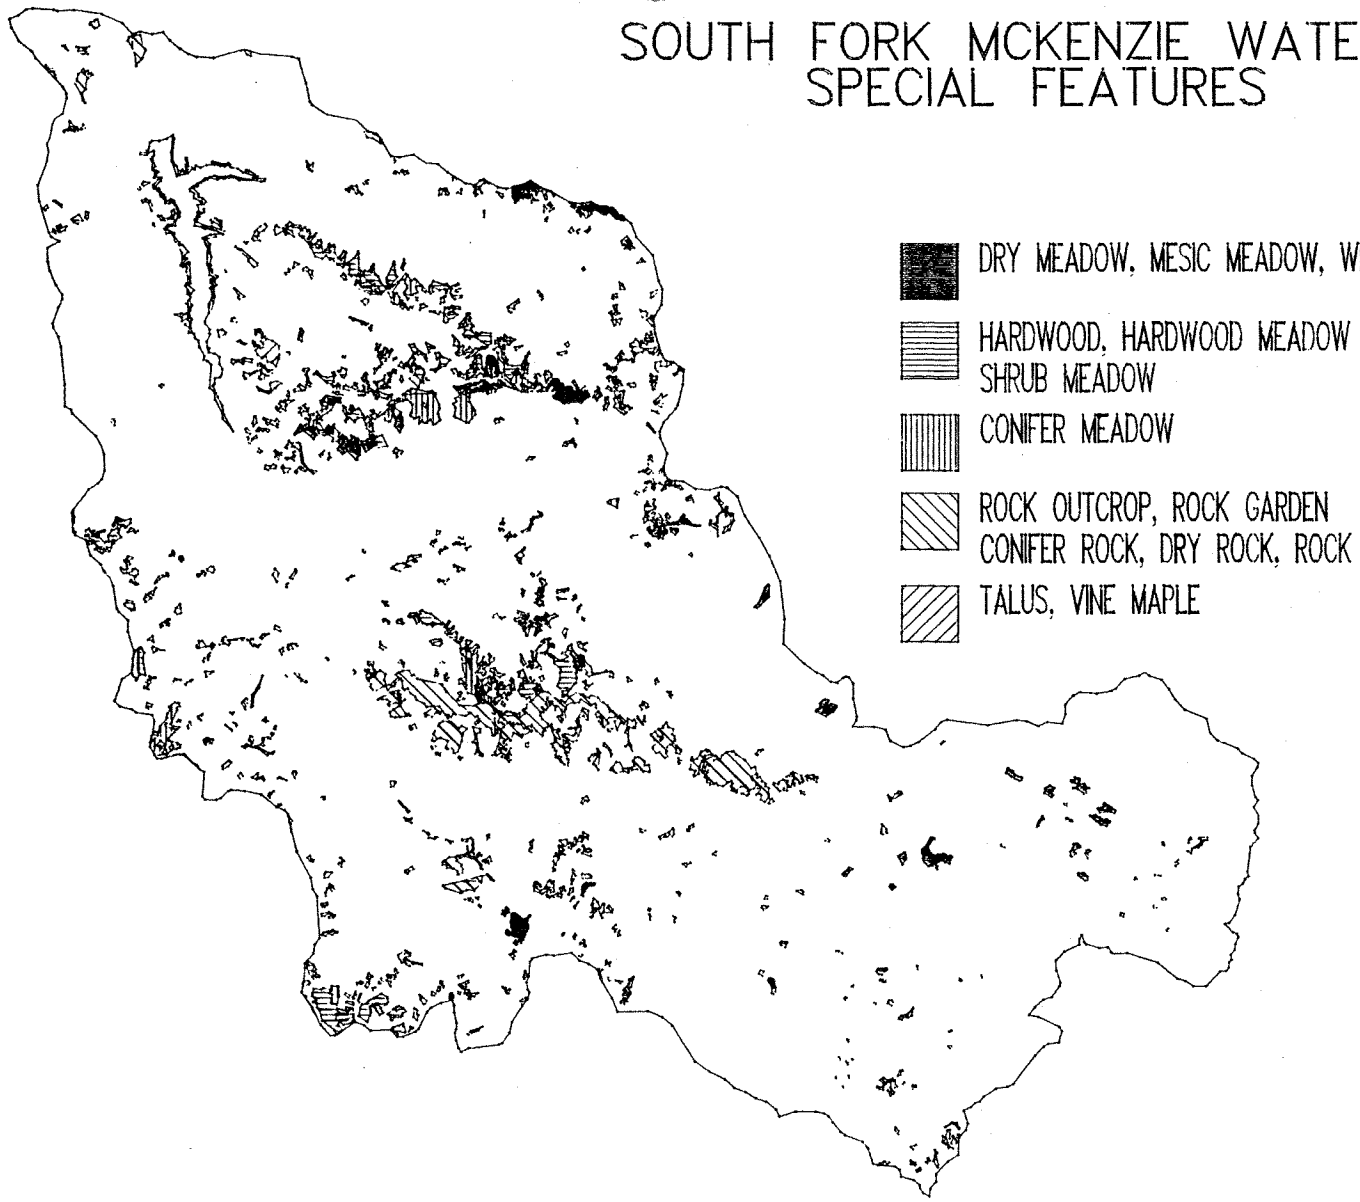 SOUTH FORK MCKENZIE WATE
SPECIAL FEATURES
DRY MEADOW, MESIC MEADOW, W
HARDWOOD, HARDWOOD MEADOW
SHRUB MEADOW
CONIFER MEADOW
ROCK OUTCROP, ROCK GARDEN
CONIFER ROCK, DRY ROCK, ROCK
TALUS, VINE MAPLE